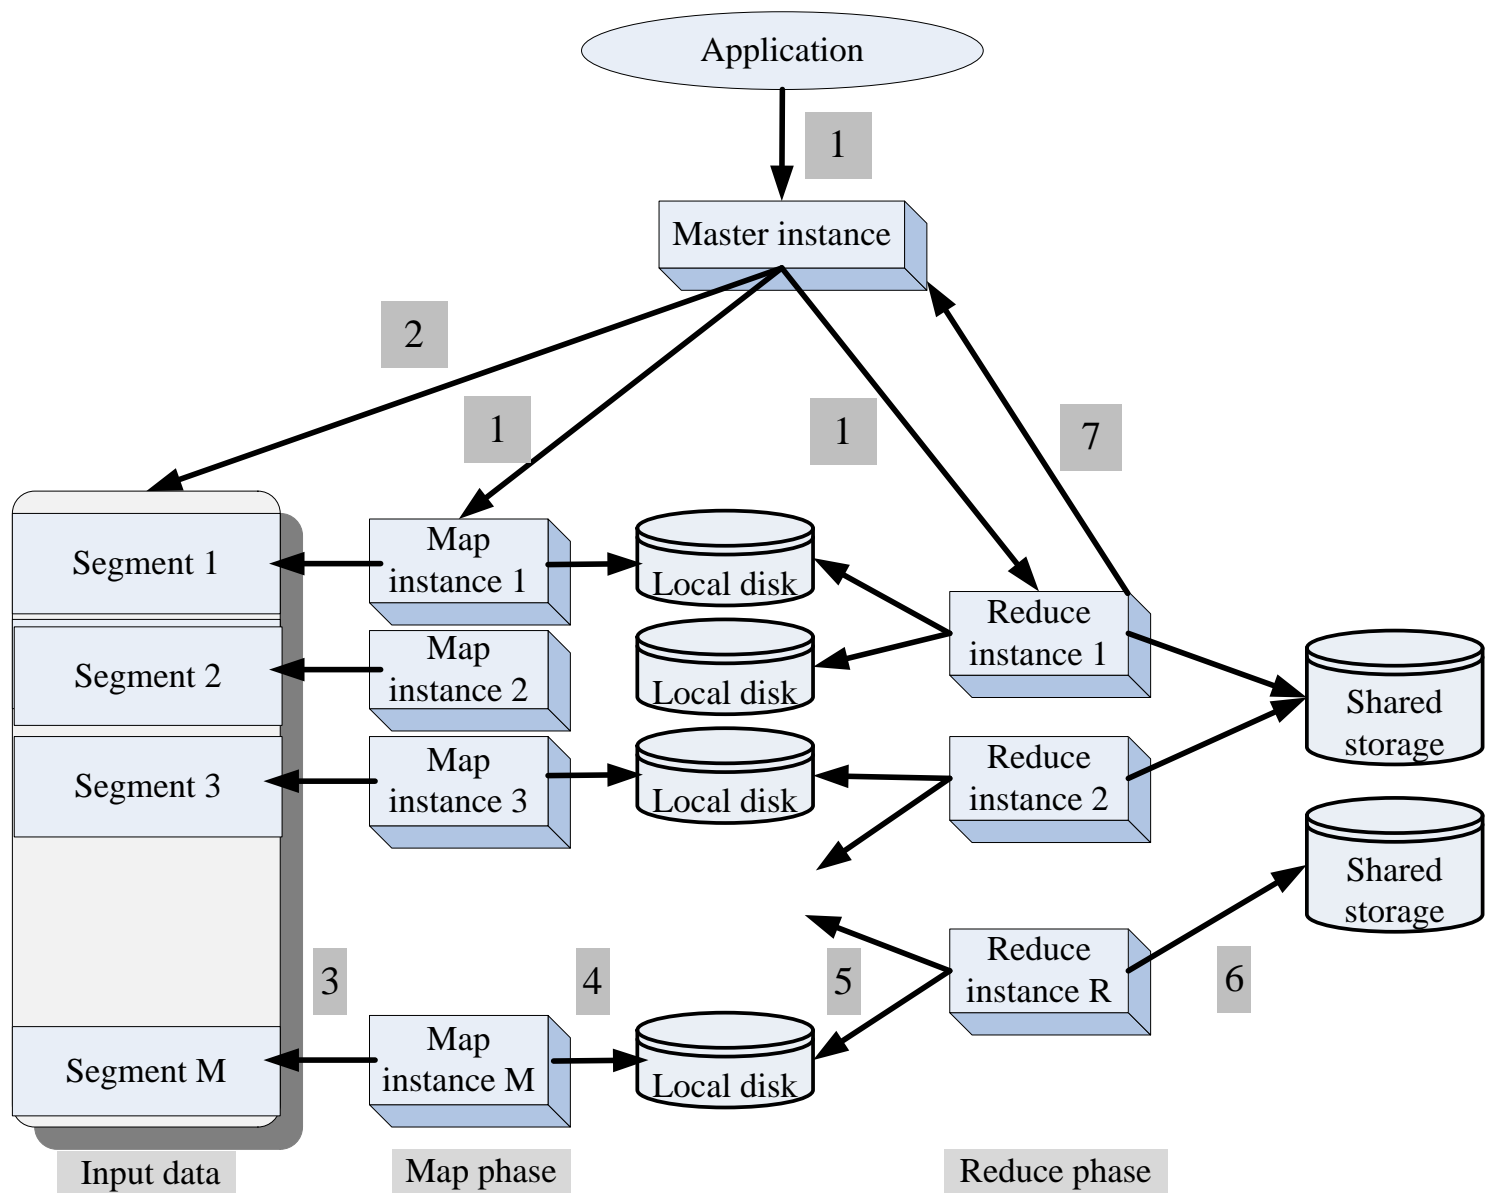 Application
1
Master instance
2
1
1
7
Segment 1
Map
instance 1
Local disk
Reduce
instance 1
Segment 2
Map
instance 2
Local disk
Shared
storage
Segment 3
Map
instance 3
Local disk
Reduce
instance 2
Shared
storage
3
4
5
Reduce
instance R
6
Segment M
Map
instance M
Local disk
Input data
Map phase
Reduce phase